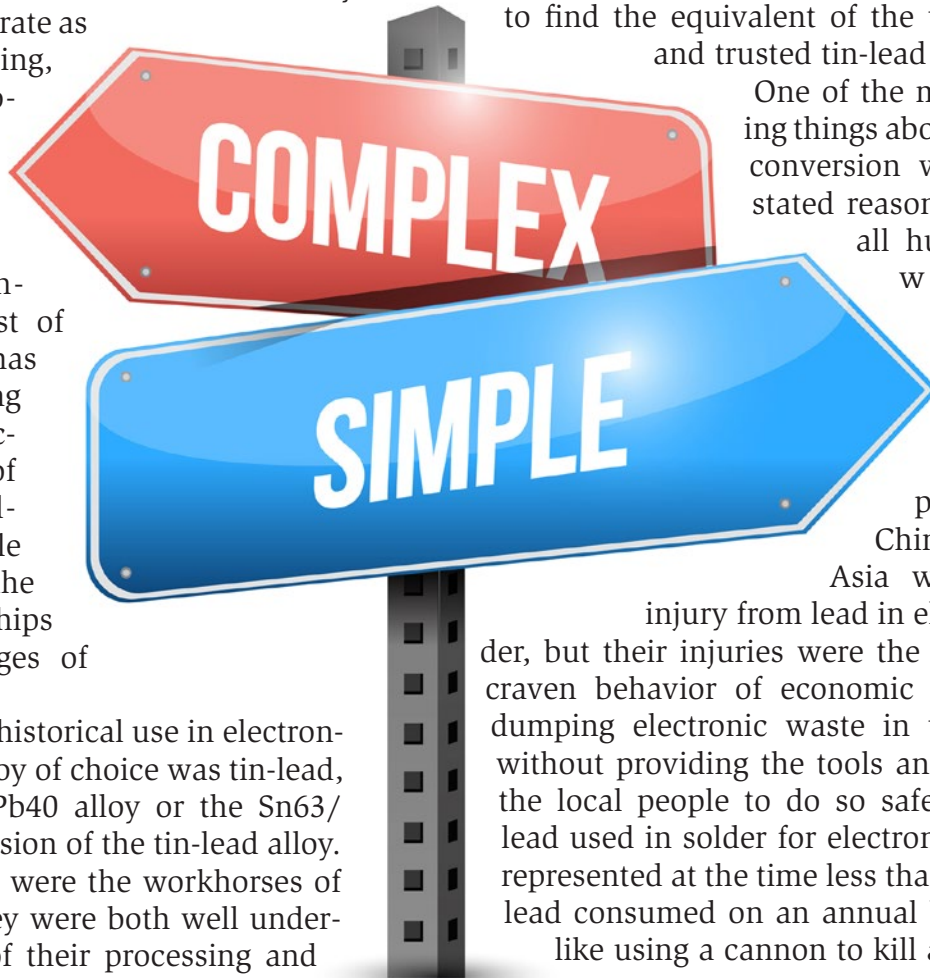 rate as
ing,
n-
st of
has
ng
c-
of
l-
le
he
hips
ges of
historical use in electron-
oy of choice was tin-lead,
Pb40 alloy or the Sn63/
sion of the tin-lead alloy.
were the workhorses of
ey were both well under-
of their processing and
COMPLEX
SIMPLE
to find the equivalent of the
and trusted tin-lead
One of the
ing things abo
conversion w
stated reason
all hu
w
p
Chin
Asia w
injury from lead in el
der, but their injuries were the
craven behavior of economic
dumping electronic waste in
without providing the tools an
the local people to do so safe
lead used in solder for electron
represented at the time less tha
lead consumed on an annual
like using a cannon to kill a